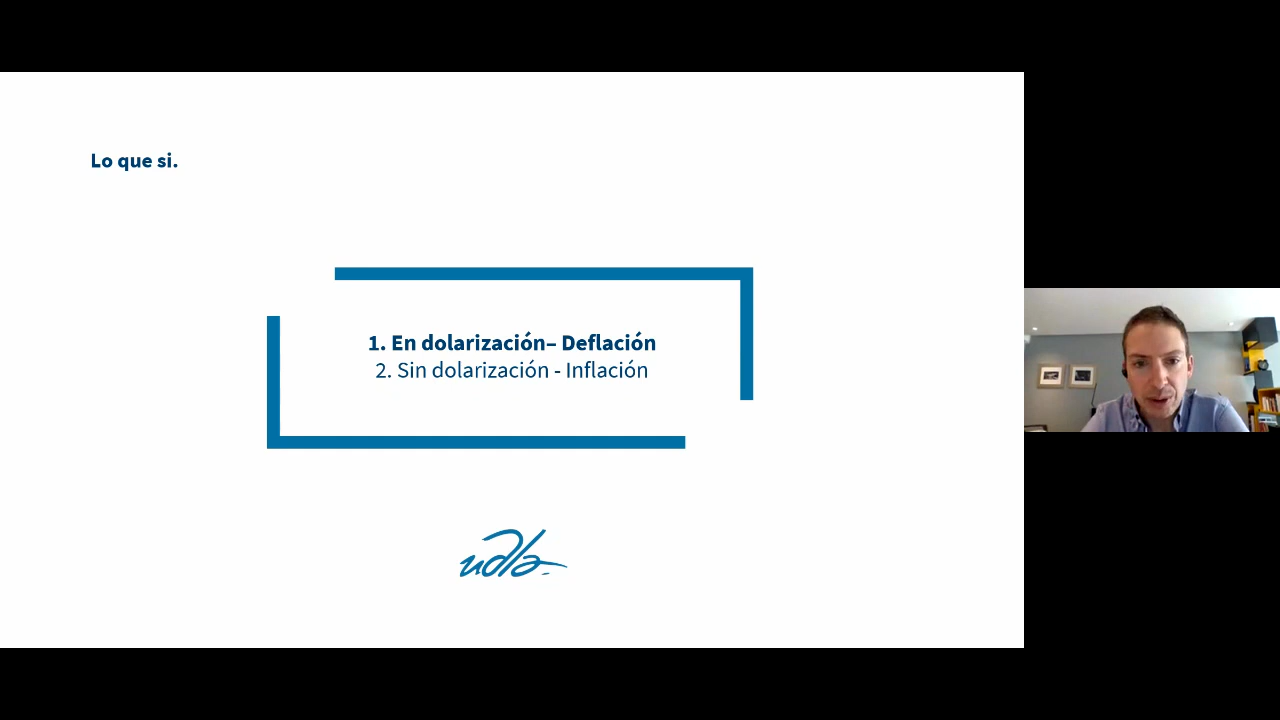 Lo que si.
1. En dolarización– Deflación
2. Sin dolarización - Inflación
udla.